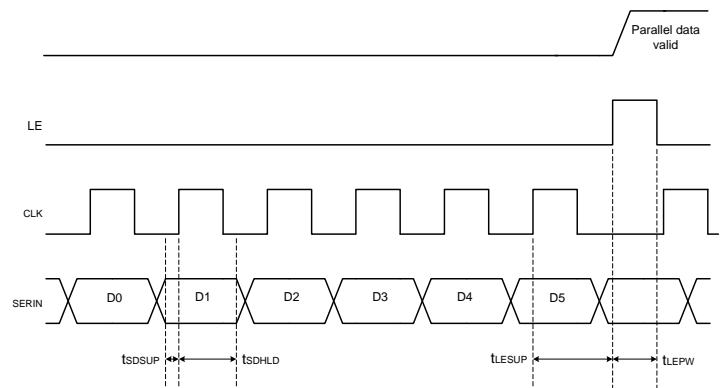 Parallel data
valid
LE
CLK
SERIN
D0
D1
D2
D3
D4
D5
tSDSUP
tSDHLD
tLESUP
tLEPW